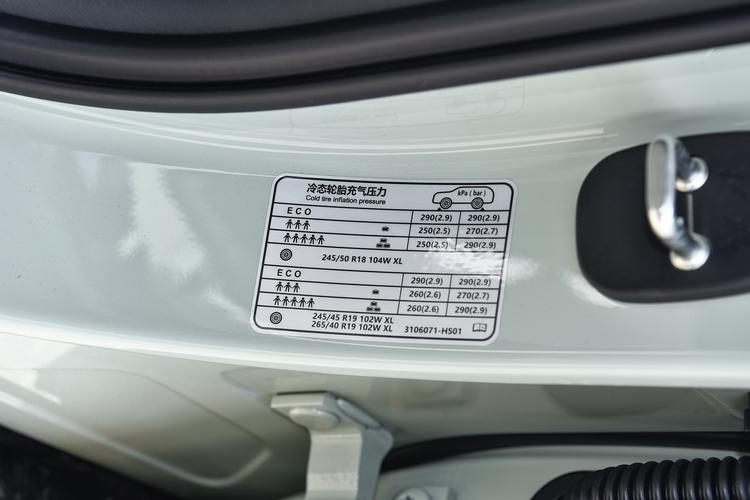 冷态轮胎充气压力
Cold tire inflation pressure
kPa ( bar )
ECO 290(2.9) 290(2.9)
250(2.5) 270(2.7)
250(2.5) 290(2.9)
245/50 R18 104W XL
ECO 290(2.9) 290(2.9)
260(2.6) 270(2.7)
260(2.6) 290(2.9)
245/45 R19 102W XL
265/40 R19 102W XL 3106071-HS01